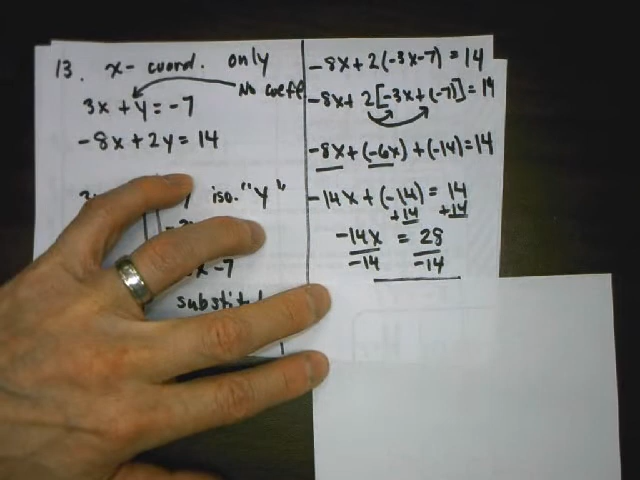 13. x-coord. only
No coeff
3x + y = -7
-8x + 2y = 14
iso. "y"
x - 7
-8x + 2(-3x-7) = 14
-8x + 2[-3x + (-7)] = 14
-8x + (-6x) + (-14) = 14
-14x + (-14) = 14
+14 +14
-14x = 28
-14 -14